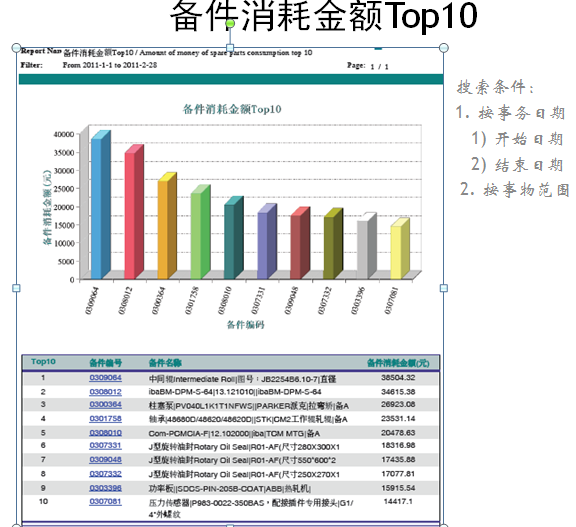 备件消耗金额Top10
Report Nan 备件消耗金额Top10 / Amount of money of spare parts consumption top 10
Filter: From 2011-1-1 to 2011-2-28 Page: 1 / 1
搜索条件:
1. 按事务日期
1) 开始日期
2) 结束日期
2. 按事物范围
备件消耗金额Top10
备件消耗金额(元)
40000
35000
30000
25000
20000
15000
10000
5000
0
0309064
0308012
0300364
0301758
0308010
0307331
0309048
0307332
0303396
0307081
备件编码
Top10 备件编号 备件名称 备件消耗金额(元)
1 0309064 中间辊Intermediate Roll|图号:JB2254B6.10-7|直径 38504.32
2 0308012 ibaBM-DPM-S-64|13.121010||ibaBM-DPM-S-64 34615.38
3 0300364 柱塞泵|PV040L1K1T1NFWS||PARKER派克|拉弯矫|备A 26923.08
4 0301758 轴承|48680D/48620/48620D||STK|CM2工作辊轧辊|备A 23531.14
5 0308010 Com-PCMCIA-F|12.102000||iba|TCM MTG|备A 20478.63
6 0307331 J型旋转油封Rotary Oil Seal|R01-AF(尺寸280X300X1 18316.98
7 0309048 J型旋转油封Rotary Oil Seal|R01-AF|尺寸550*600*2 17435.88
8 0307332 J型旋转油封Rotary Oil Seal|R01-AF(尺寸250X270X1 17077.81
9 0303396 功率板||SDCS-PIN-205B-COAT|ABB|热轧机| 15915.54
10 0307081 压力传感器|P983-0022-350BAS,配接插件专用接头|G1/ 14417.1
4"外螺纹